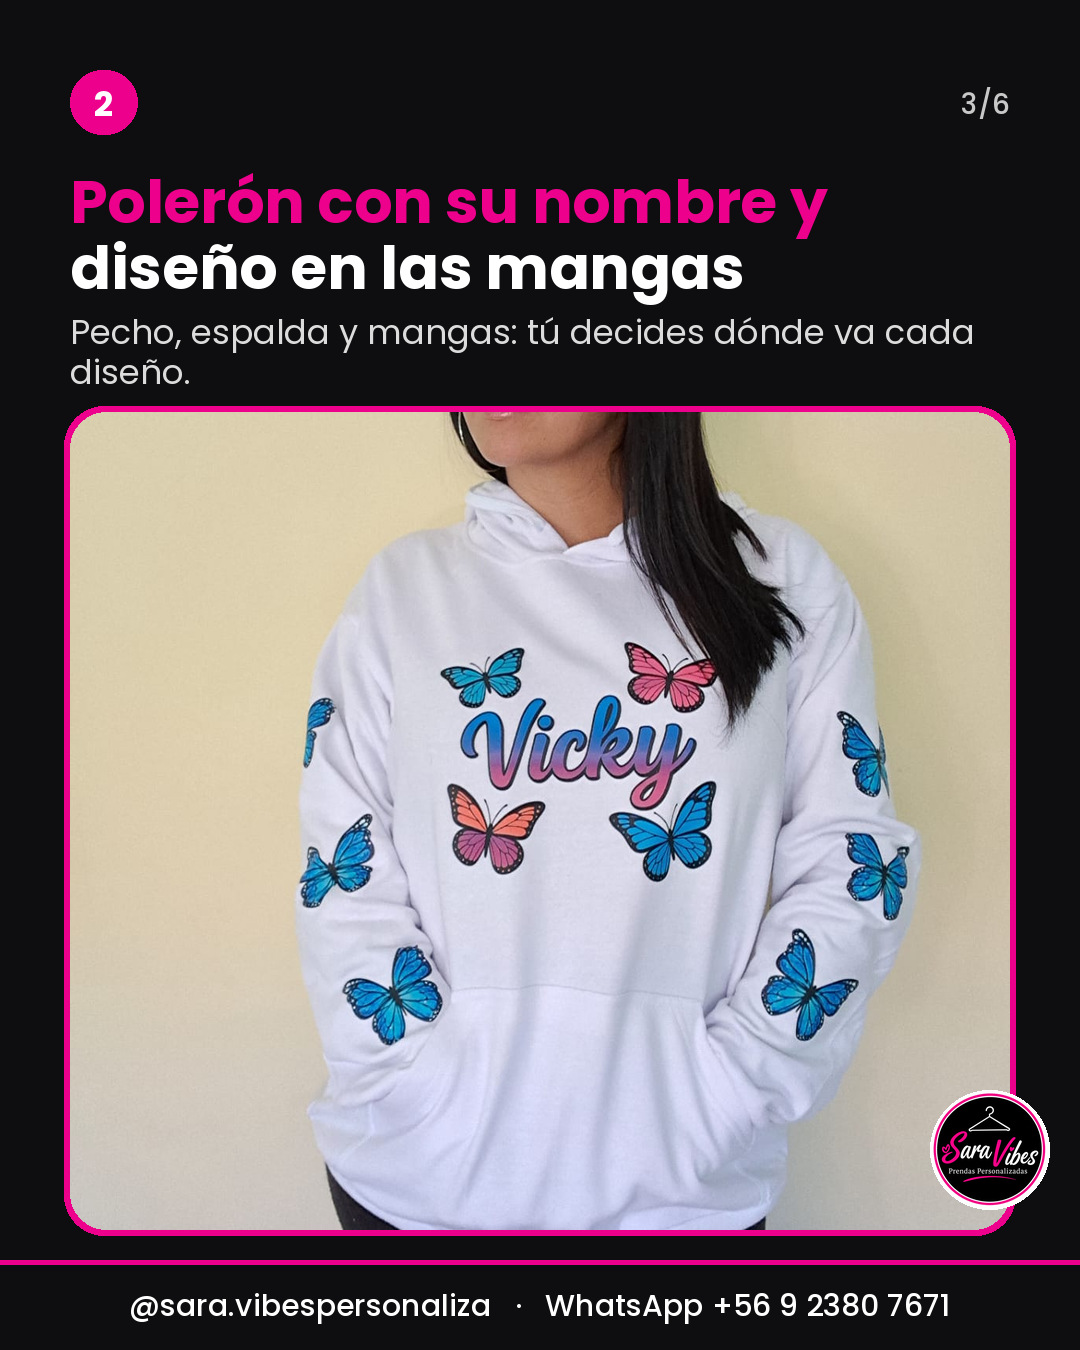 2
3/6
Polerón con su nombre y
diseño en las mangas
Pecho, espalda y mangas: tú decides dónde va cada
diseño.
Vicky
Sara Vibes
Prendas Personalizadas
@sara.vibespersonaliza · WhatsApp +56 9 2380 7671